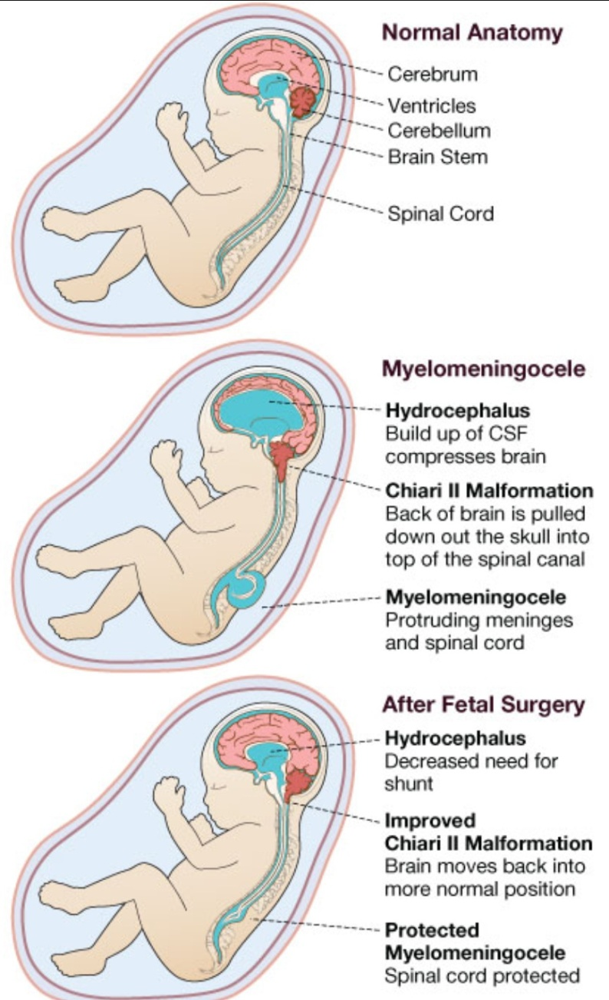 Normal Anatomy
Cerebrum
Ventricles
Cerebellum
Brain Stem
Spinal Cord
Myelomeningocele
Hydrocephalus
Build up of CSF
compresses brain
Chiari II Malformation
Back of brain is pulled
down out the skull into
top of the spinal canal
Myelomeningocele
Protruding meninges
and spinal cord
After Fetal Surgery
Hydrocephalus
Decreased need for
shunt
Improved
Chiari II Malformation
Brain moves back into
more normal position
Protected
Myelomeningocele
Spinal cord protected